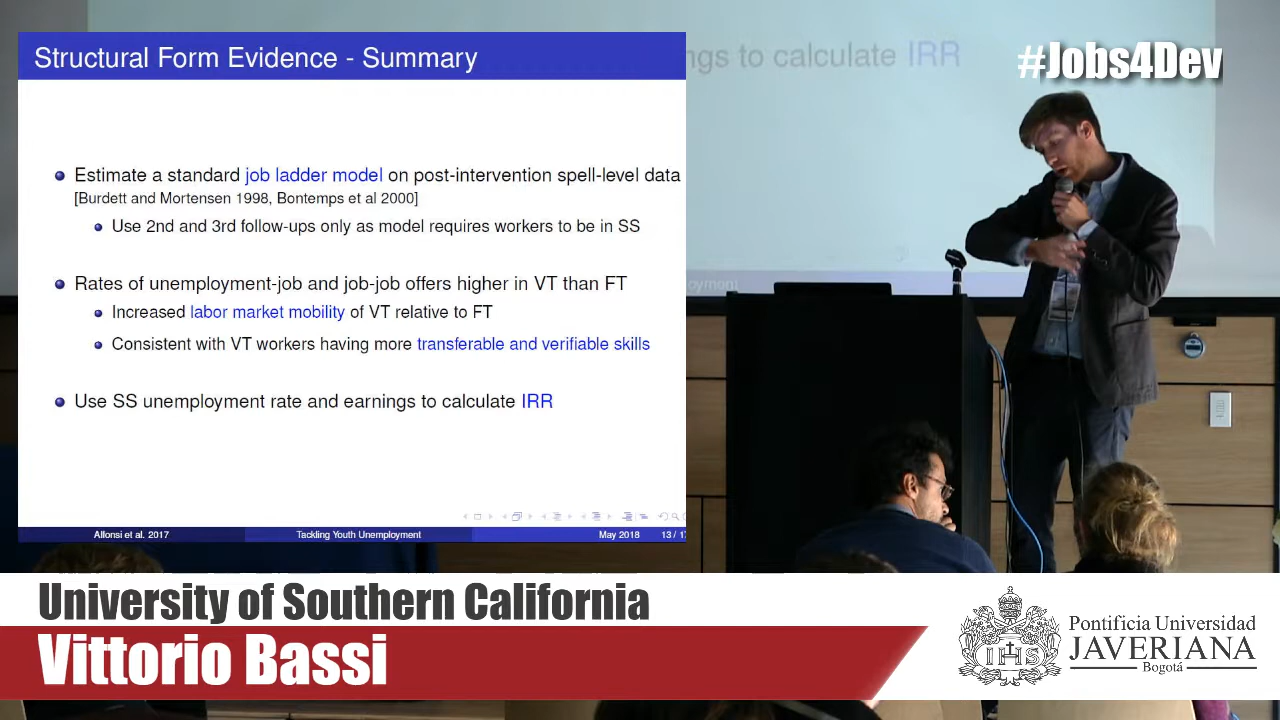 Structural Form Evidence - Summary
ngs to calculate IRR
#Jobs4Dev
Estimate a standard job ladder model on post-intervention spell-level data
[Burdett and Mortensen 1998, Bontemps et al 2000]
Use 2nd and 3rd follow-ups only as model requires workers to be in SS
Rates of unemployment-job and job-job offers higher in VT than FT
Increased labor market mobility of VT relative to FT
Consistent with VT workers having more transferable and verifiable skills
Use SS unemployment rate and earnings to calculate IRR
Alfonsi et al. 2017
Tackling Youth Unemployment
May 2018
13 / 1
University of Southern California
Vittorio Bassi
IHS
Pontificia Universidad
JAVERIANA
Bogotá